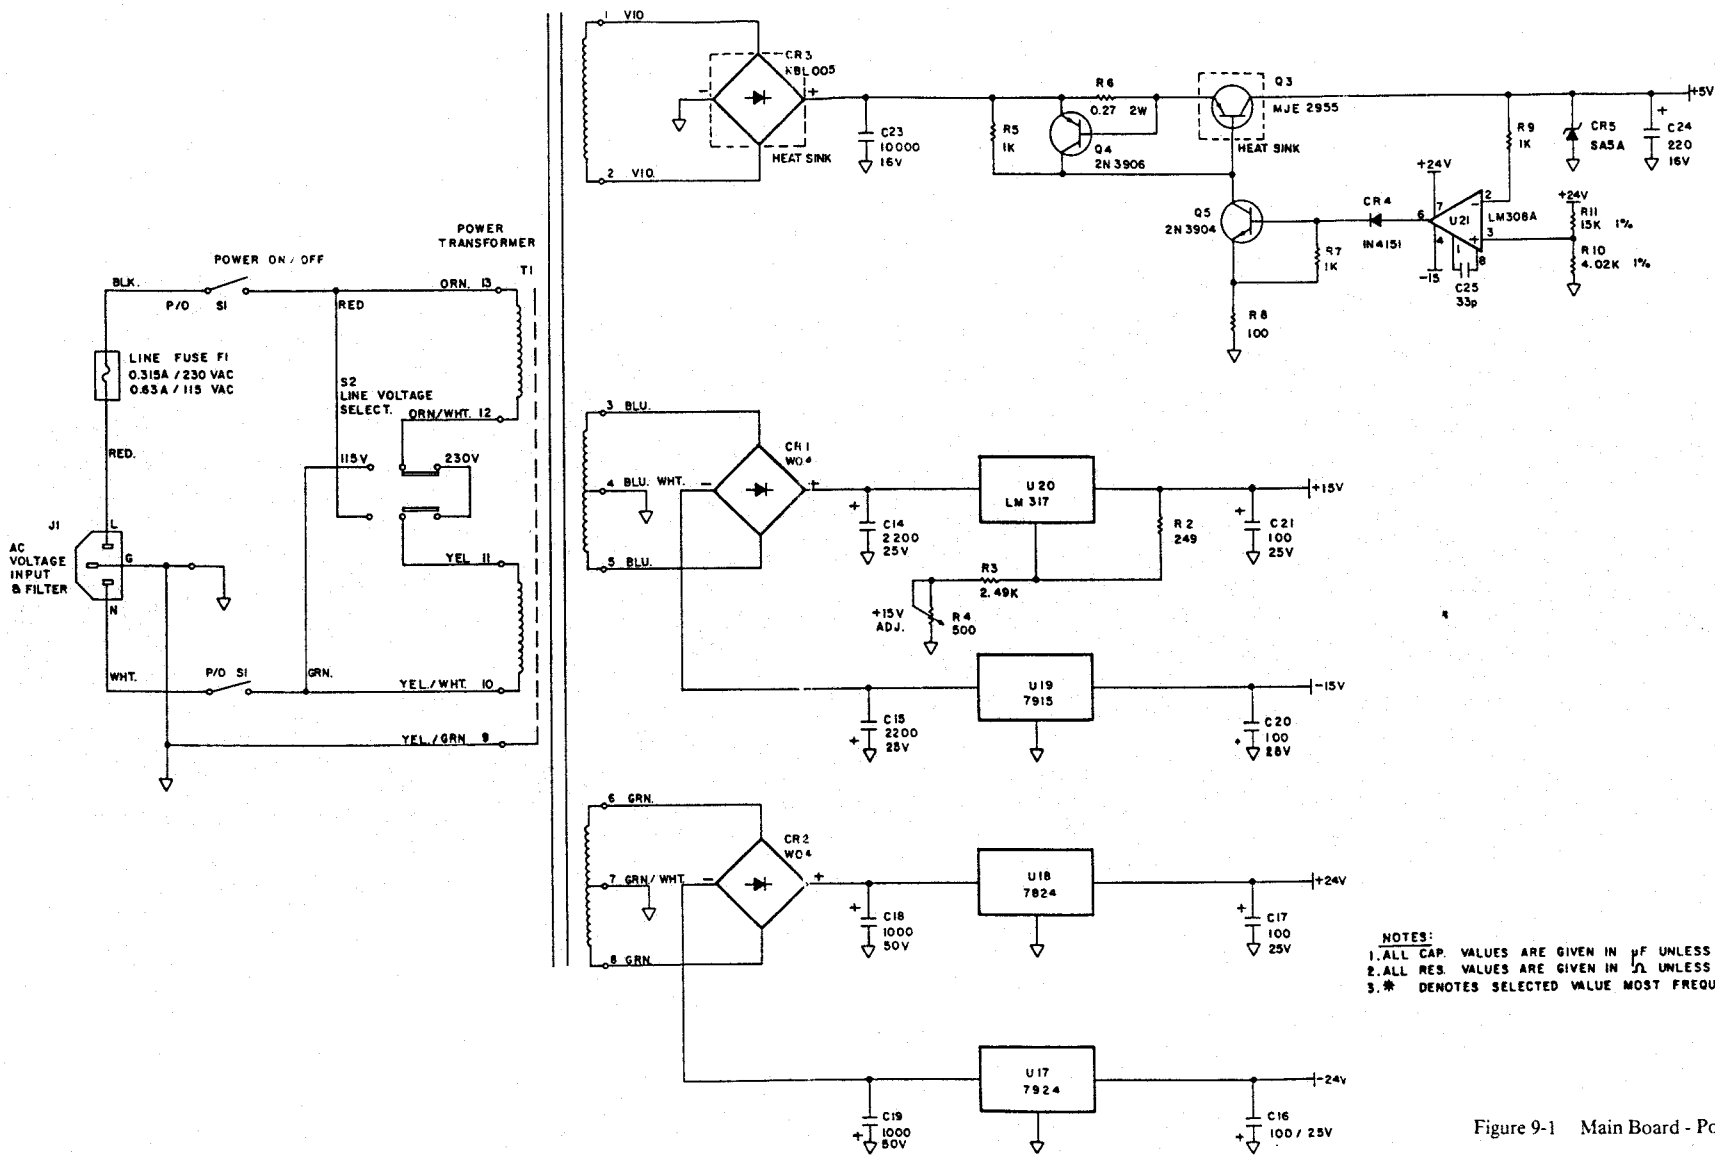 1 VIO
CR3
KBL005
-
+
HEAT SINK
2 VIO.
C23
10000
16V
R5
1K
R6
0.27 2W
Q4
2N3906
Q3
MJE 2955
HEAT SINK
+5V
R9
1K
CR5
SA5A
+
C24
220
16V
Q5
2N3904
R7
1K
CR4
IN4151
R8
100
+24V
7
6
U21
LM308A
2
-
3
+
4
1
8
-15
C25
33p
+24V
R11
15K 1%
R10
4.02K 1%
POWER
TRANSFORMER
T1
POWER ON / OFF
BLK.
P/O S1
RED
ORN. 13
LINE FUSE F1
0.315A / 230 VAC
0.63A / 115 VAC
S2
LINE VOLTAGE
SELECT.
ORN/WHT. 12
RED.
115V
230V
J1
L
AC
VOLTAGE
INPUT
& FILTER
G
N
YEL 11
WHT.
P/O S1
GRN.
YEL./WHT. 10
YEL./GRN 9
3 BLU.
CR1
W04
4 BLU. WHT.
-
+
5 BLU.
+
C14
2200
25V
U20
LM 317
R2
249
+
C21
100
25V
+15V
R3
2.49K
+15V
ADJ.
R4
500
C15
2200
25V
+
U19
7915
C20
100
25V
+
-15V
6 GRN.
CR2
W04
7 GRN/WHT.
-
+
8 GRN.
+
C18
1000
50V
U18
7824
+
C17
100
25V
+24V
C19
1000
50V
+
U17
7924
C16
100 / 25V
+
-24V
NOTES:
1. ALL CAP. VALUES ARE GIVEN IN µF UNLESS
2. ALL RES. VALUES ARE GIVEN IN Ω UNLESS
3. * DENOTES SELECTED VALUE MOST FREQU
Figure 9-1 Main Board - Po